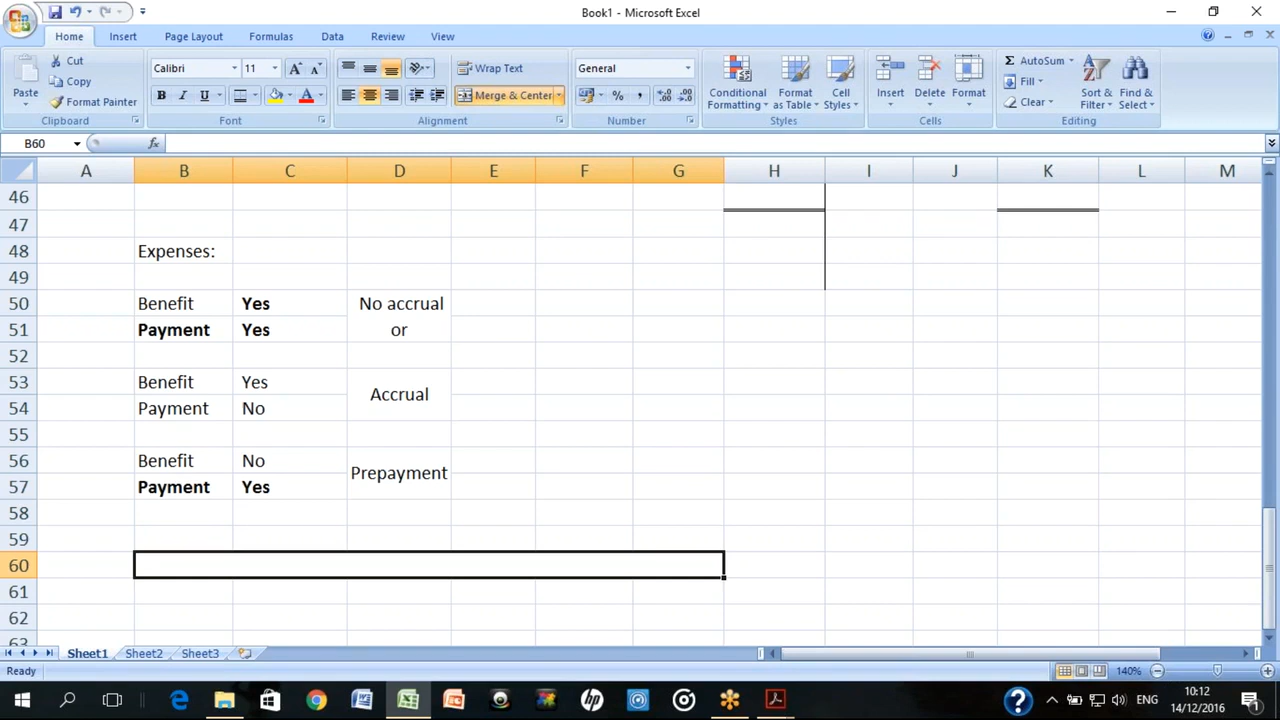 Book1 - Microsoft Excel
Home Insert Page Layout Formulas Data Review View
Paste
Cut
Copy
Format Painter
Clipboard
Calibri 11
A A
B I U A
Font
Wrap Text
Merge & Center
Alignment
General
% ,
Number
Conditional Formatting
Format as Table
Cell Styles
Styles
Insert Delete Format
Cells
Σ AutoSum
Fill
Clear
Sort & Filter
Find & Select
Editing
B60 fx
A B C D E F G H I J K L M
46
47
48 Expenses:
49
50 Benefit Yes No accrual
51 Payment Yes or
52
53 Benefit Yes
Accrual
54 Payment No
55
56 Benefit No
Prepayment
57 Payment Yes
58
59
60
61
62
63
Sheet1 Sheet2 Sheet3
Ready 140%
ENG 10:12
14/12/2016